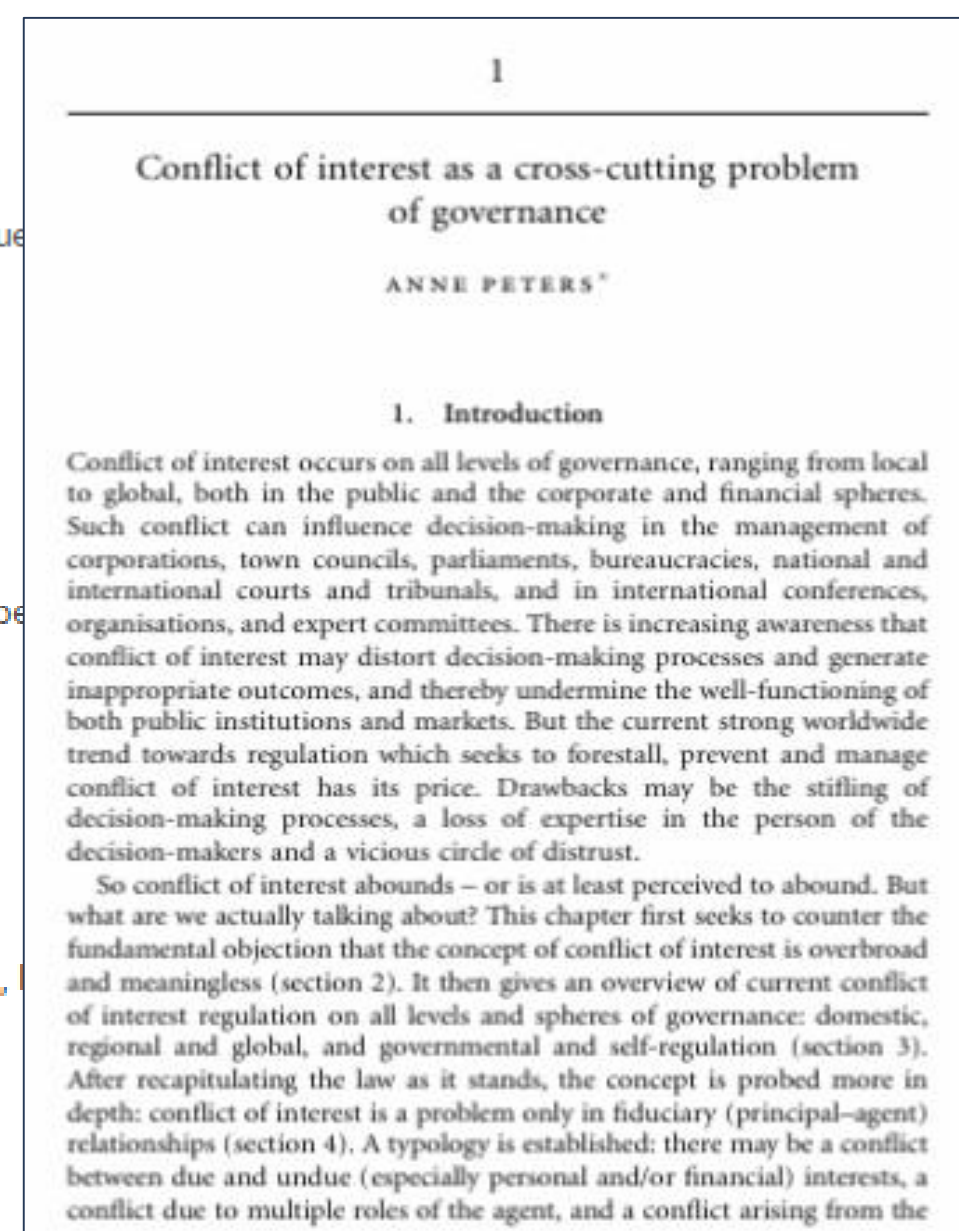 1
Conflict of interest as a cross-cutting problem
of governance
ANNE PETERS*
1. Introduction
Conflict of interest occurs on all levels of governance, ranging from local
to global, both in the public and the corporate and financial spheres.
Such conflict can influence decision-making in the management of
corporations, town councils, parliaments, bureaucracies, national and
international courts and tribunals, and in international conferences,
organisations, and expert committees. There is increasing awareness that
conflict of interest may distort decision-making processes and generate
inappropriate outcomes, and thereby undermine the well-functioning of
both public institutions and markets. But the current strong worldwide
trend towards regulation which seeks to forestall, prevent and manage
conflict of interest has its price. Drawbacks may be the stifling of
decision-making processes, a loss of expertise in the person of the
decision-makers and a vicious circle of distrust.
So conflict of interest abounds – or is at least perceived to abound. But
what are we actually talking about? This chapter first seeks to counter the
fundamental objection that the concept of conflict of interest is overbroad
and meaningless (section 2). It then gives an overview of current conflict
of interest regulation on all levels and spheres of governance: domestic,
regional and global, and governmental and self-regulation (section 3).
After recapitulating the law as it stands, the concept is probed more in
depth: conflict of interest is a problem only in fiduciary (principal–agent)
relationships (section 4). A typology is established: there may be a conflict
between due and undue (especially personal and/or financial) interests, a
conflict due to multiple roles of the agent, and a conflict arising from the